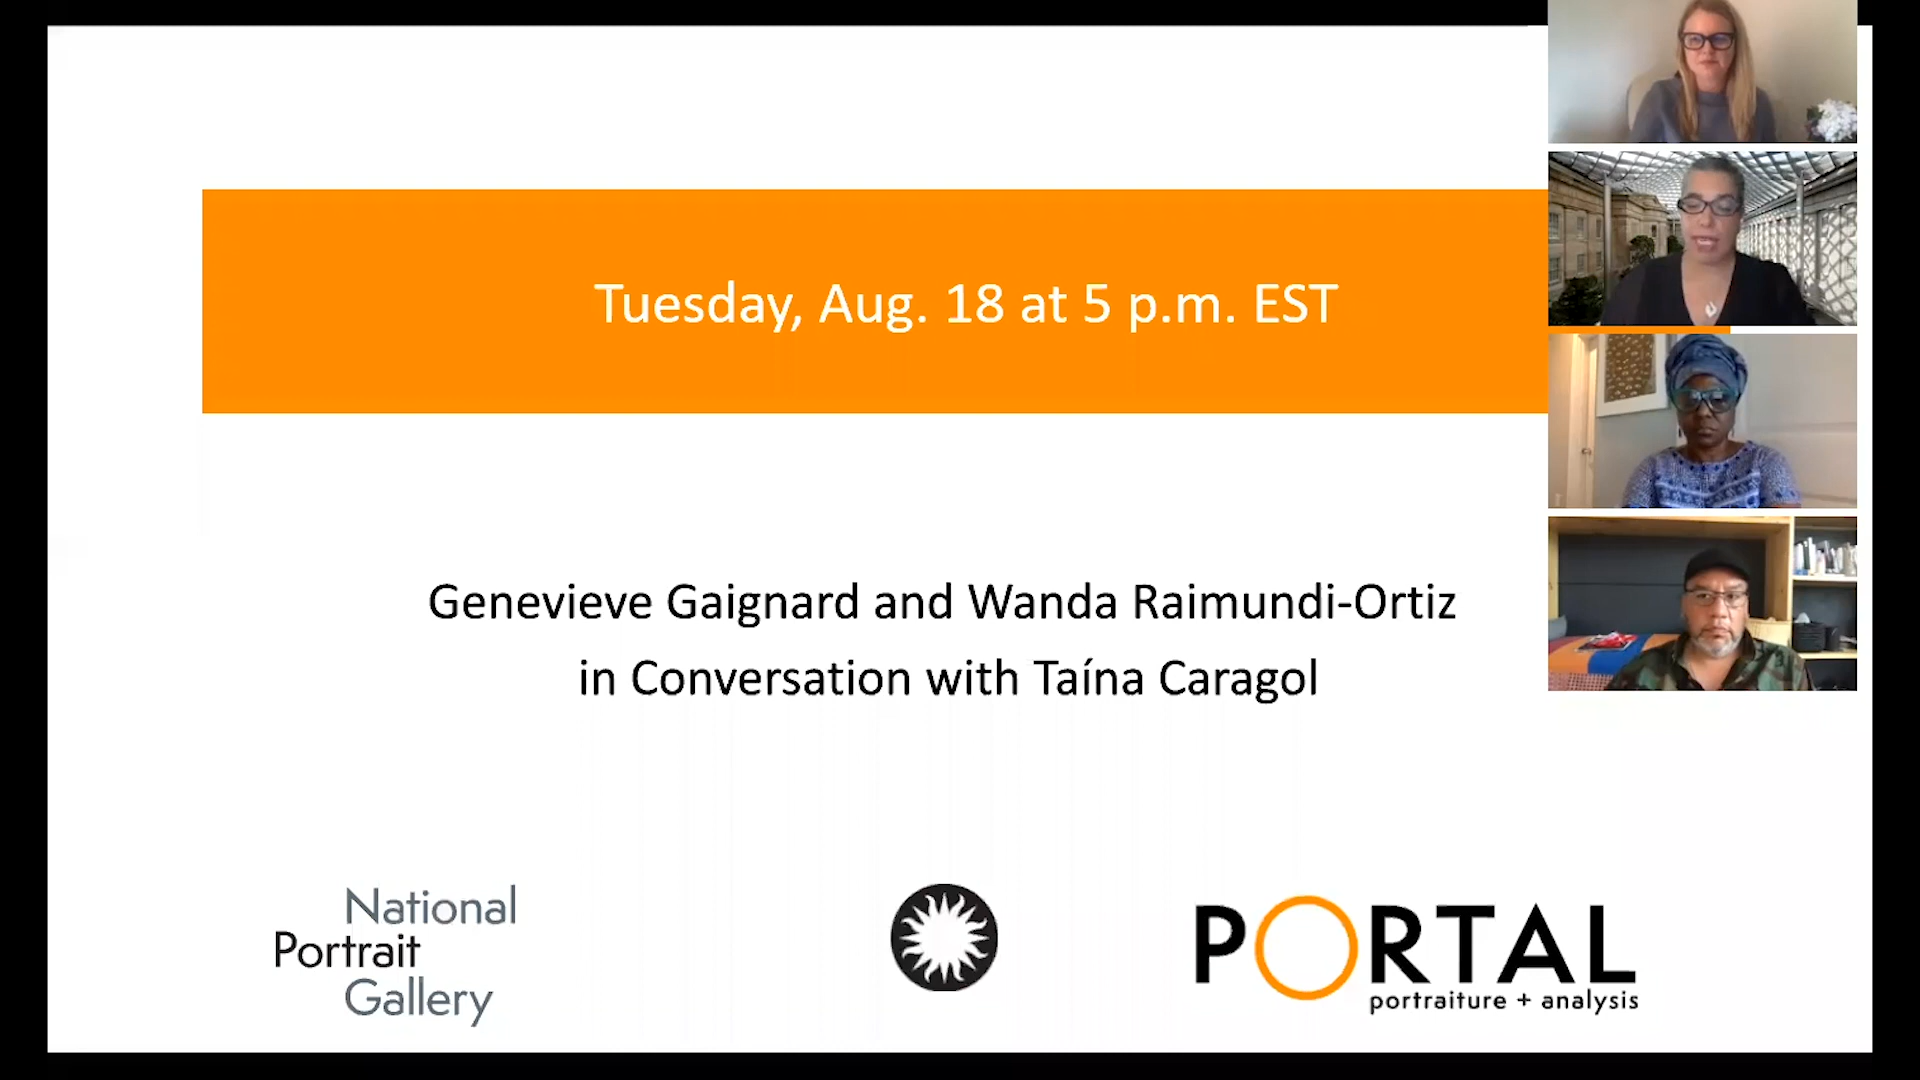 Tuesday, Aug. 18 at 5 p.m. EST
Genevieve Gaignard and Wanda Raimundi-Ortiz
in Conversation with Taína Caragol
National
Portrait
Gallery
PORTAL
portraiture + analysis